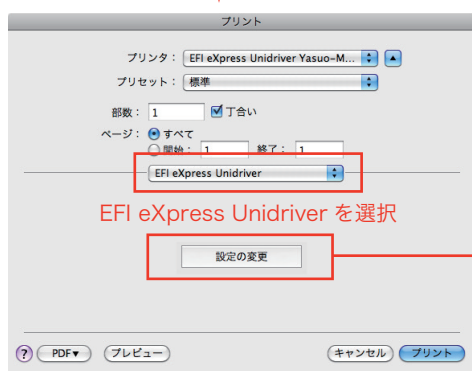 プリント
プリンタ： EFI eXpress Unidriver Yasuo-M...
プリセット： 標準
部数： 1 丁合い
ページ： すべて
開始： 1 終了： 1
EFI eXpress Unidriver
EFI eXpress Unidriver を選択
設定の変更
? PDF▼ プレビュー キャンセル プリント